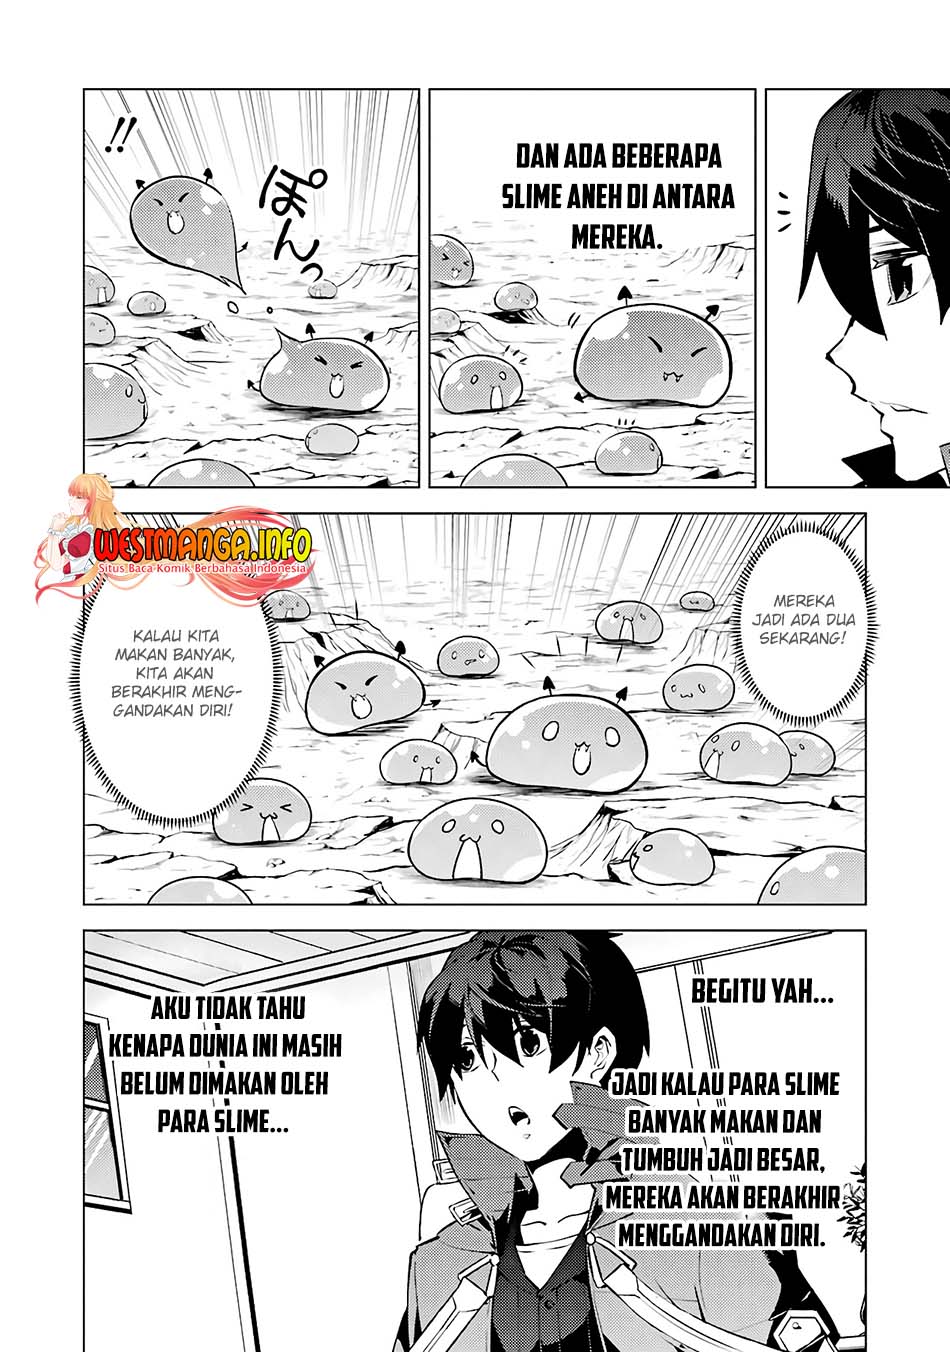 DAN ADA BEBERAPA
SLIME ANEH DI ANTARA
MEREKA.
!!
ぽんっ
WESTMANGA.INFO
Situs Baca Komik Berbahasa Indonesia
MEREKA
JADI ADA DUA
SEKARANG!
KALAU KITA
MAKAN BANYAK,
KITA AKAN
BERAKHIR MENG-
GANDAKAN DIRI!
BEGITU YAH...
JADI KALAU PARA SLIME
BANYAK MAKAN DAN
TUMBUH JADI BESAR,
MEREKA AKAN BERAKHIR
MENGGANDAKAN DIRI.
AKU TIDAK TAHU
KENAPA DUNIA INI MASIH
BELUM DIMAKAN OLEH
PARA SLIME...